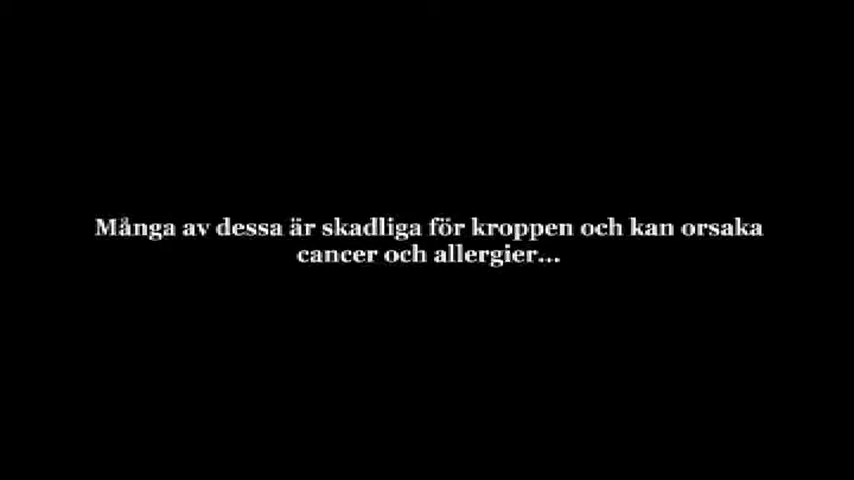 Många av dessa är skadliga för kroppen och kan orsaka
cancer och allergier...